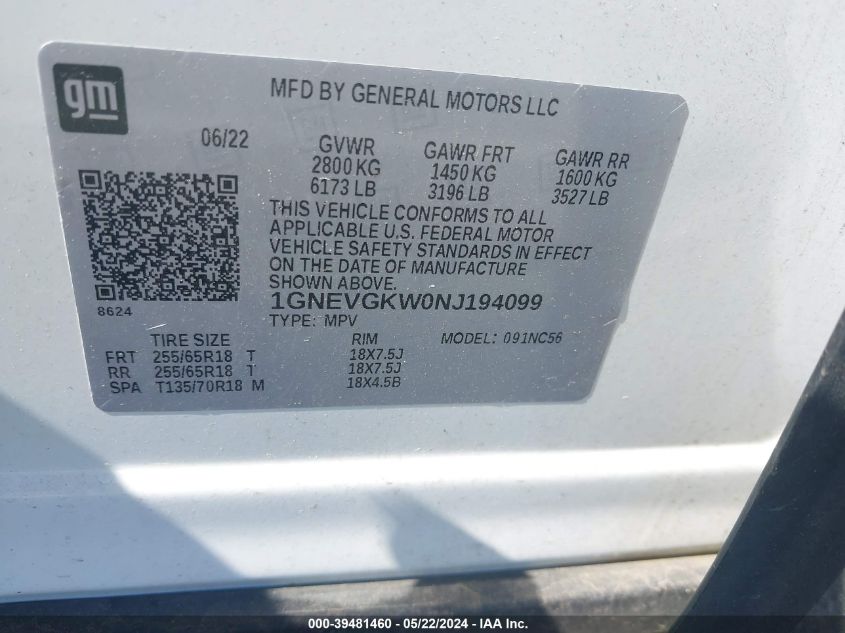 gm
MFD BY GENERAL MOTORS LLC
06/22
GVWR
2800 KG
6173 LB
GAWR FRT
1450 KG
3196 LB
GAWR RR
1600 KG
3527 LB
THIS VEHICLE CONFORMS TO ALL
APPLICABLE U.S. FEDERAL MOTOR
VEHICLE SAFETY STANDARDS IN EFFECT
ON THE DATE OF MANUFACTURE
SHOWN ABOVE.
1GNEVGKW0NJ194099
TYPE: MPV
8624
TIRE SIZE RIM MODEL: 091NC56
FRT 255/65R18 T 18X7.5J
RR 255/65R18 T 18X7.5J
SPA T135/70R18 M 18X4.5B
000-39481460 - 05/22/2024 - IAA Inc.